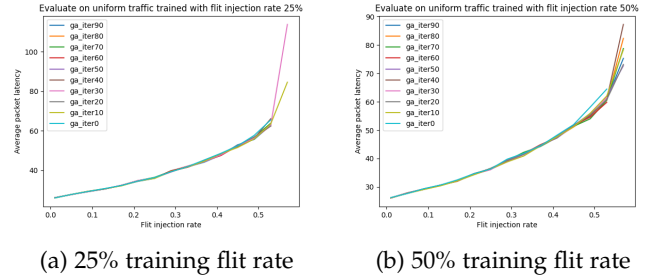 Evaluate on uniform traffic trained with flit injection rate 25%
Average packet latency
100
80
60
40
ga_iter90
ga_iter80
ga_iter70
ga_iter60
ga_iter50
ga_iter40
ga_iter30
ga_iter20
ga_iter10
ga_iter0
0.0 0.1 0.2 0.3 0.4 0.5
Flit injection rate
(a) 25% training flit rate
Evaluate on uniform traffic trained with flit injection rate 50%
Average packet latency
90
80
70
60
50
40
30
ga_iter90
ga_iter80
ga_iter70
ga_iter60
ga_iter50
ga_iter40
ga_iter30
ga_iter20
ga_iter10
ga_iter0
0.0 0.1 0.2 0.3 0.4 0.5
Flit injection rate
(b) 50% training flit rate